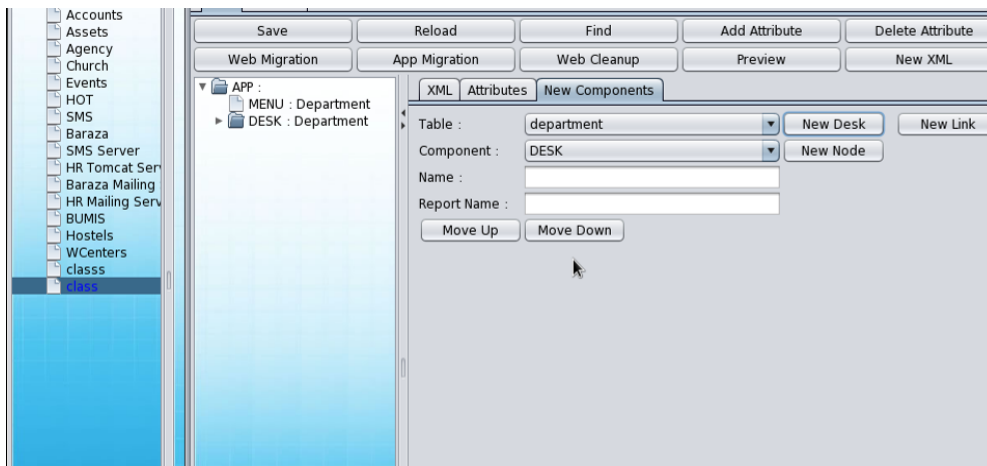 Accounts
Assets
Agency
Church
Events
HOT
SMS
Baraza
SMS Server
HR Tomcat Ser
Baraza Mailing
HR Mailing Serv
BUMIS
Hostels
WCenters
classs
class
Save Reload Find Add Attribute Delete Attribute
Web Migration App Migration Web Cleanup Preview New XML
APP :
MENU : Department
DESK : Department
XML Attributes New Components
Table : department New Desk New Link
Component : DESK New Node
Name :
Report Name :
Move Up Move Down